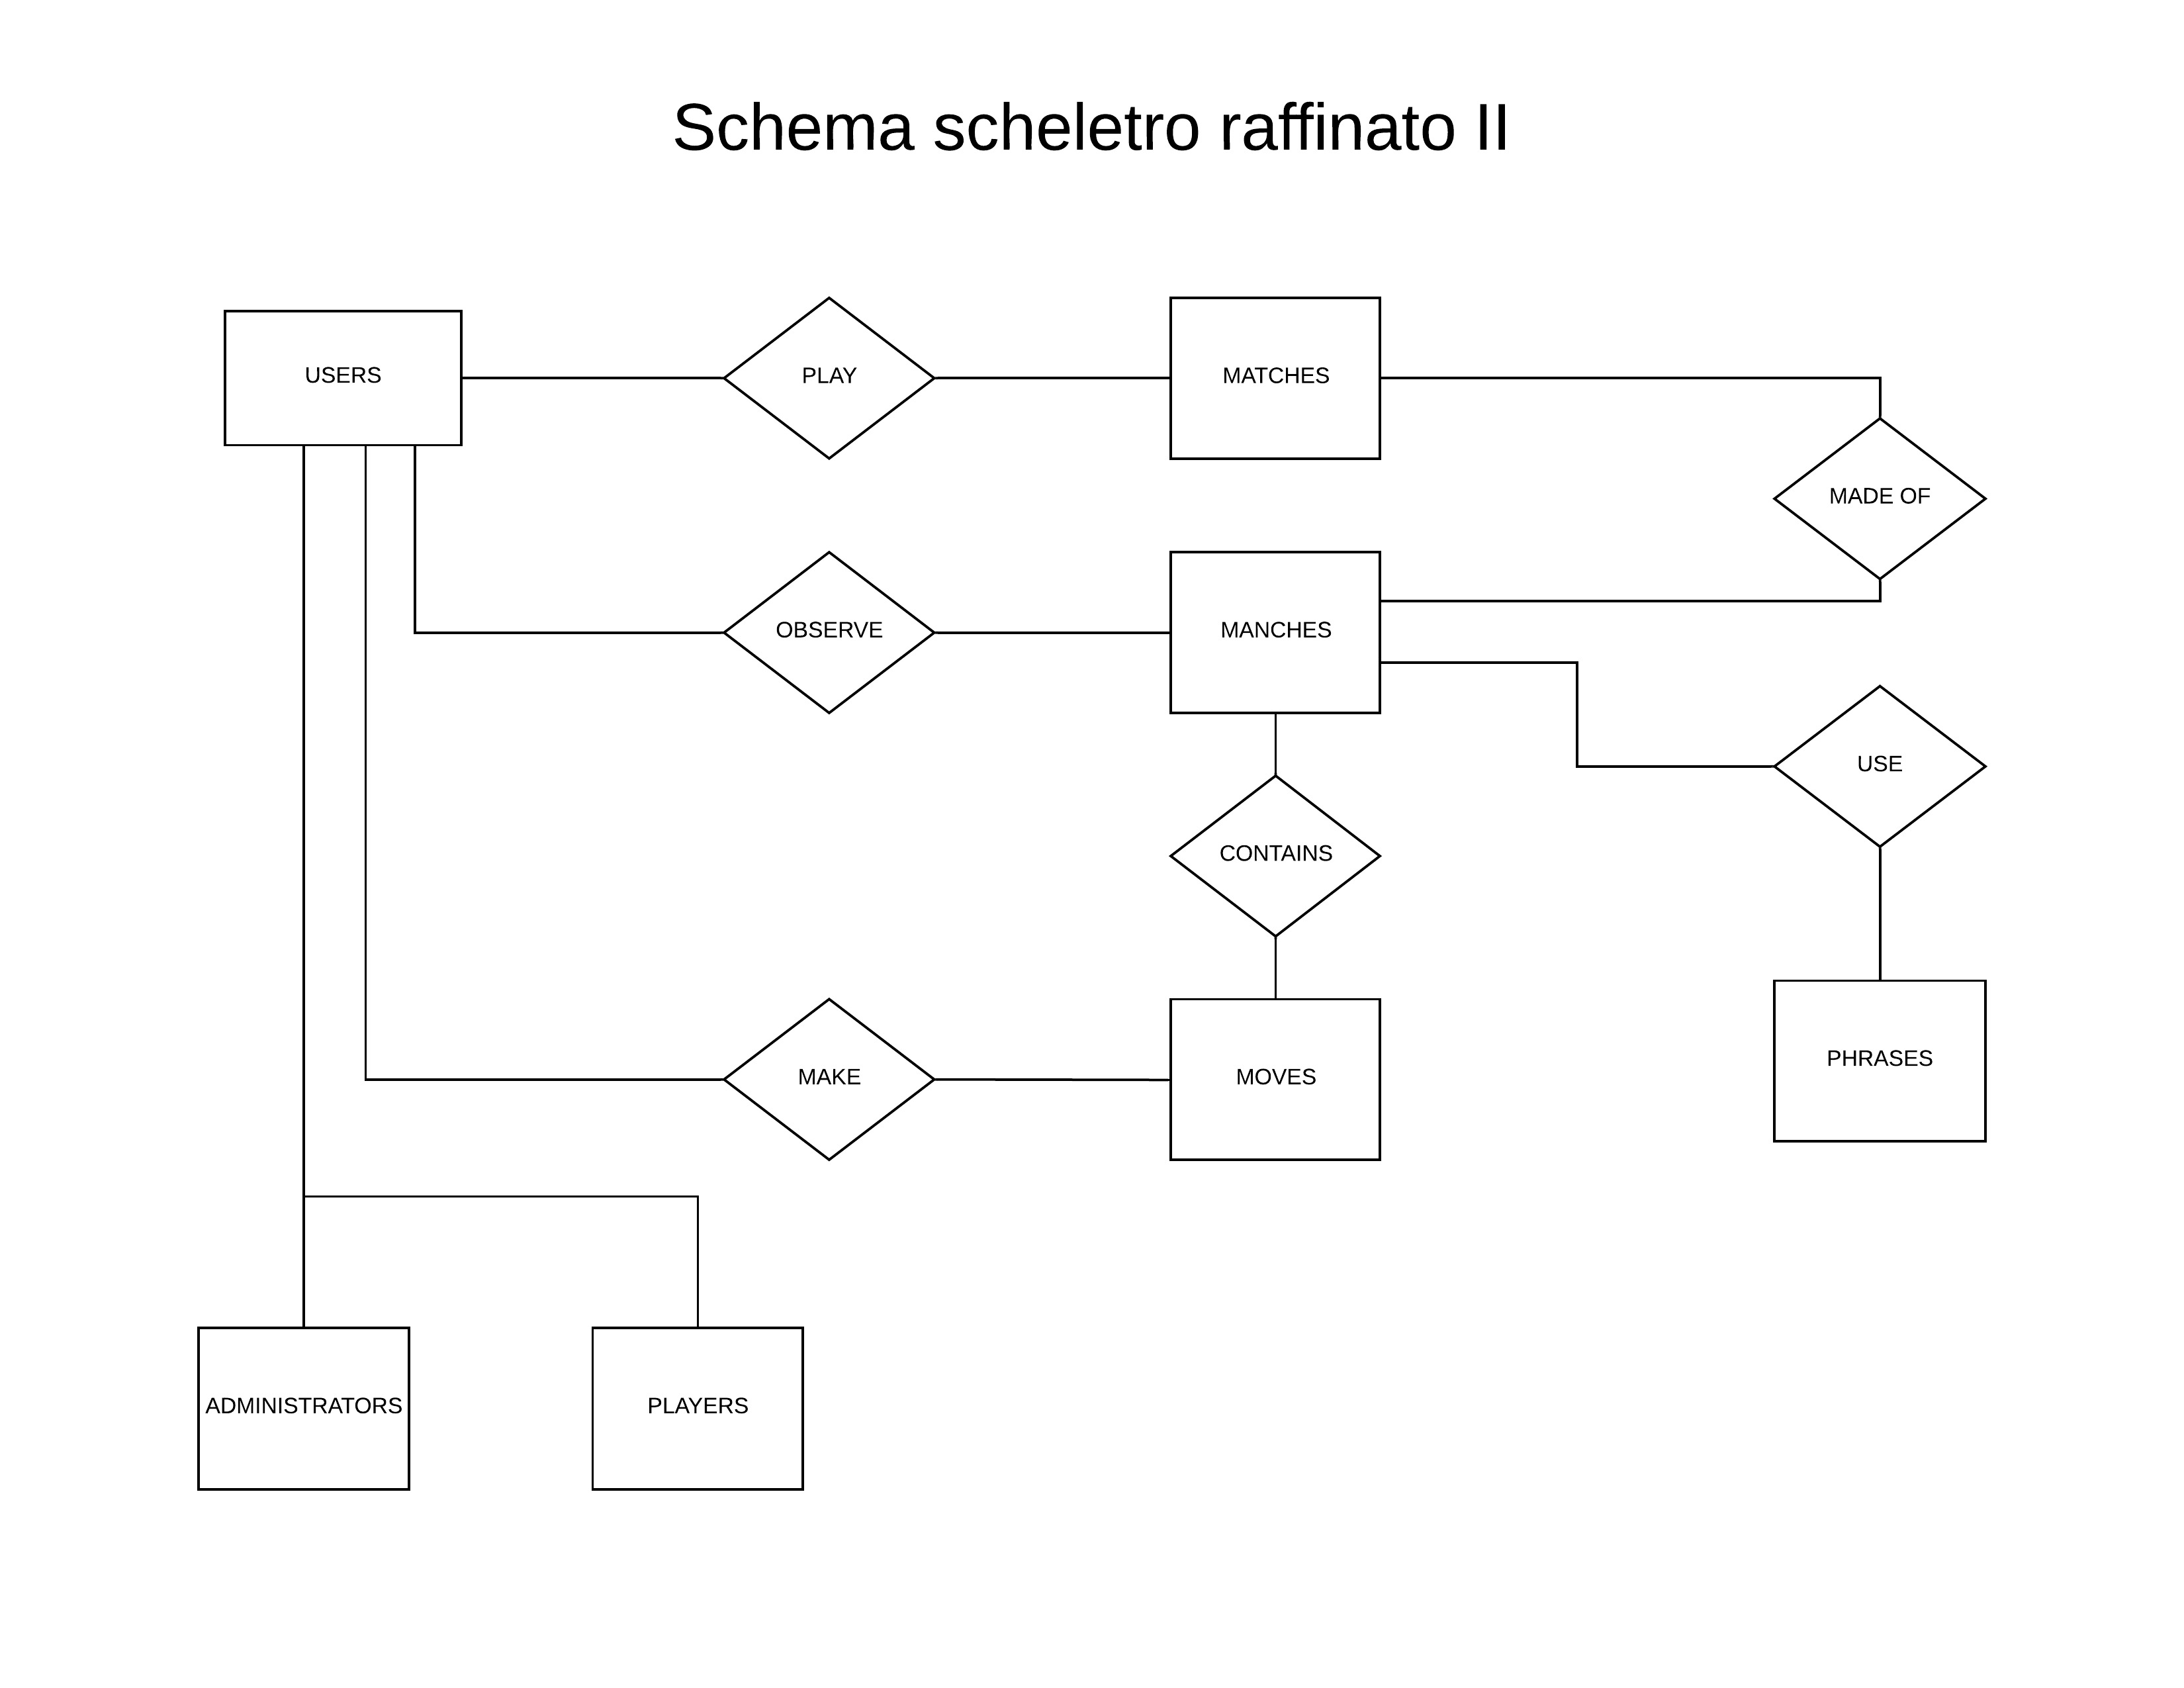 Schema scheletro raffinato II
USERS
PLAY
MATCHES
MADE OF
OBSERVE
MANCHES
USE
CONTAINS
MAKE
MOVES
PHRASES
ADMINISTRATORS
PLAYERS